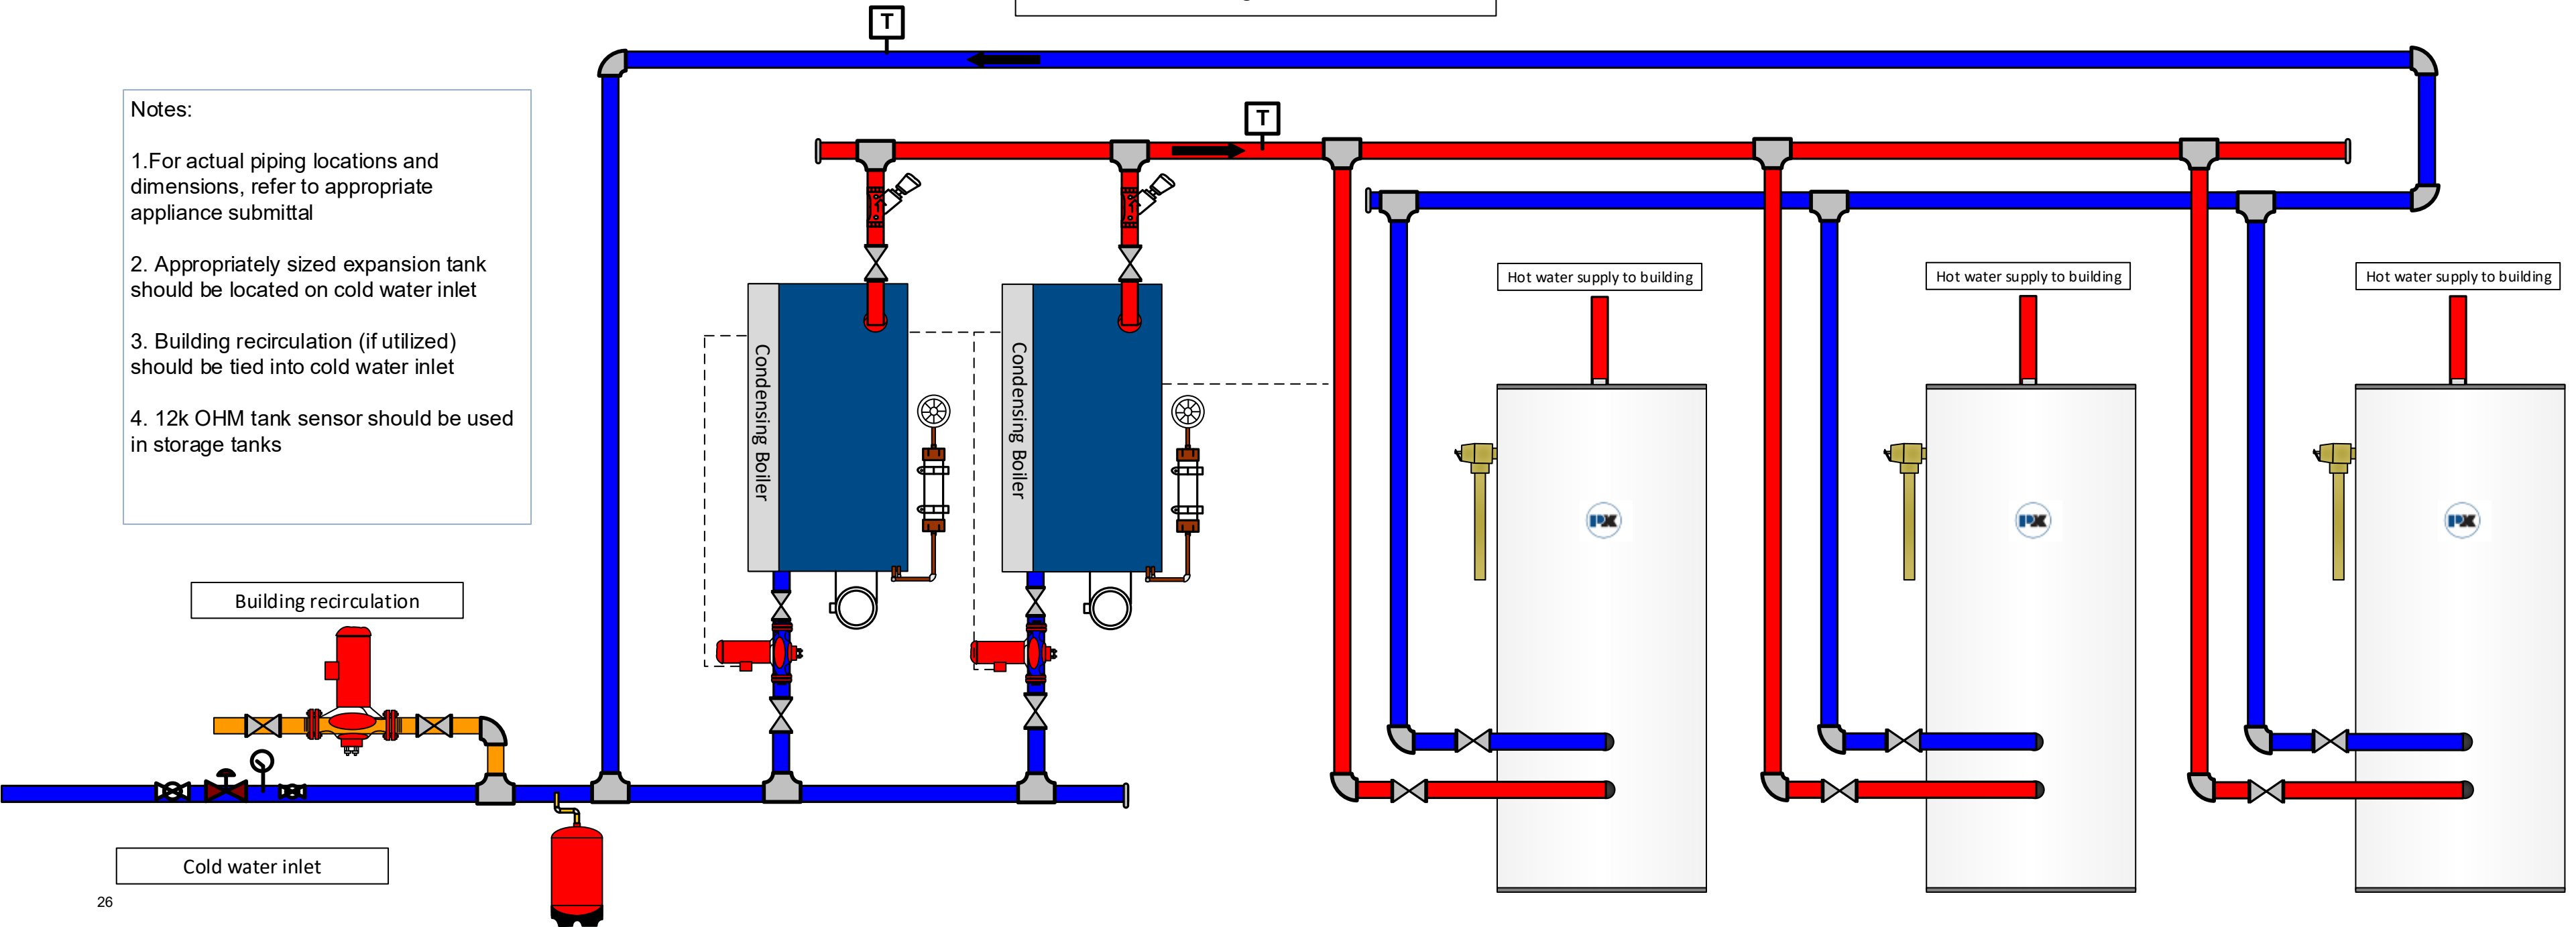 T
Notes:
1.For actual piping locations and
dimensions, refer to appropriate
appliance submittal
2. Appropriately sized expansion tank
should be located on cold water inlet
3. Building recirculation (if utilized)
should be tied into cold water inlet
4. 12k OHM tank sensor should be used
in storage tanks
T
Hot water supply to building
Hot water supply to building
Hot water supply to building
Condensing Boiler
Condensing Boiler
PX
PX
PX
Building recirculation
Cold water inlet
26